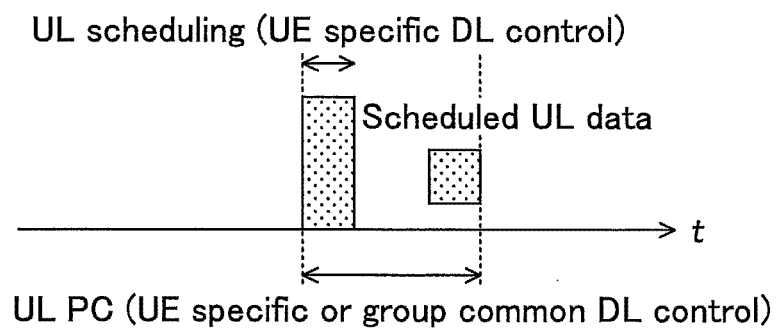 UL scheduling (UE specific DL control)
Scheduled UL data
t
UL PC (UE specific or group common DL control)